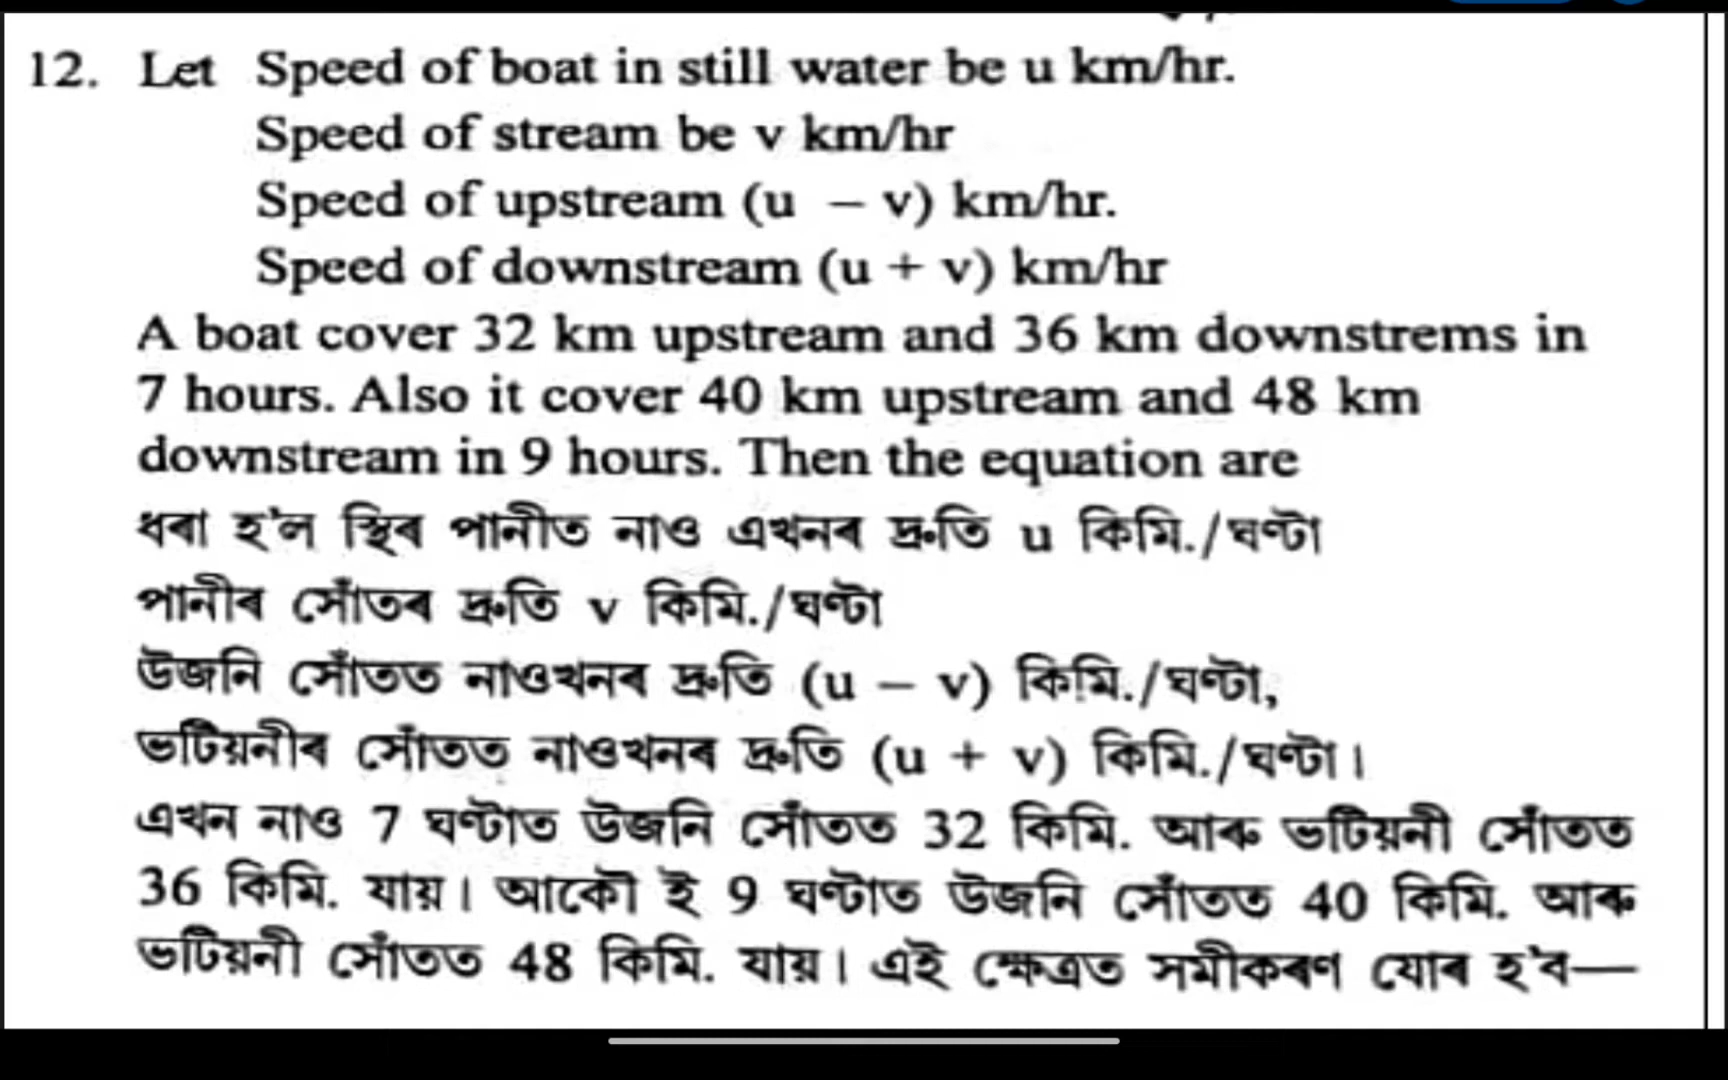 12. Let Speed of boat in still water be u km/hr.
Speed of stream be v km/hr
Speed of upstream (u – v) km/hr.
Speed of downstream (u + v) km/hr
A boat cover 32 km upstream and 36 km downstrems in
7 hours. Also it cover 40 km upstream and 48 km
downstream in 9 hours. Then the equation are
ধৰা হ'ল স্থিৰ পানীত নাও এখনৰ দ্ৰুতি u কিমি./ঘণ্টা
পানীৰ সোঁতৰ দ্ৰুতি v কিমি./ঘণ্টা
উজনি সোঁতত নাওখনৰ দ্ৰুতি (u – v) কিমি./ঘণ্টা,
ভটিয়নীৰ সোঁতত নাওখনৰ দ্ৰুতি (u + v) কিমি./ঘণ্টা।
এখন নাও 7 ঘণ্টাত উজনি সোঁতত 32 কিমি. আৰু ভটিয়নী সোঁতত
36 কিমি. যায়। আকৌ ই 9 ঘণ্টাত উজনি সোঁতত 40 কিমি. আৰু
ভটিয়নী সোঁতত 48 কিমি. যায়। এই ক্ষেত্ৰত সমীকৰণ যোৰ হ'ব—